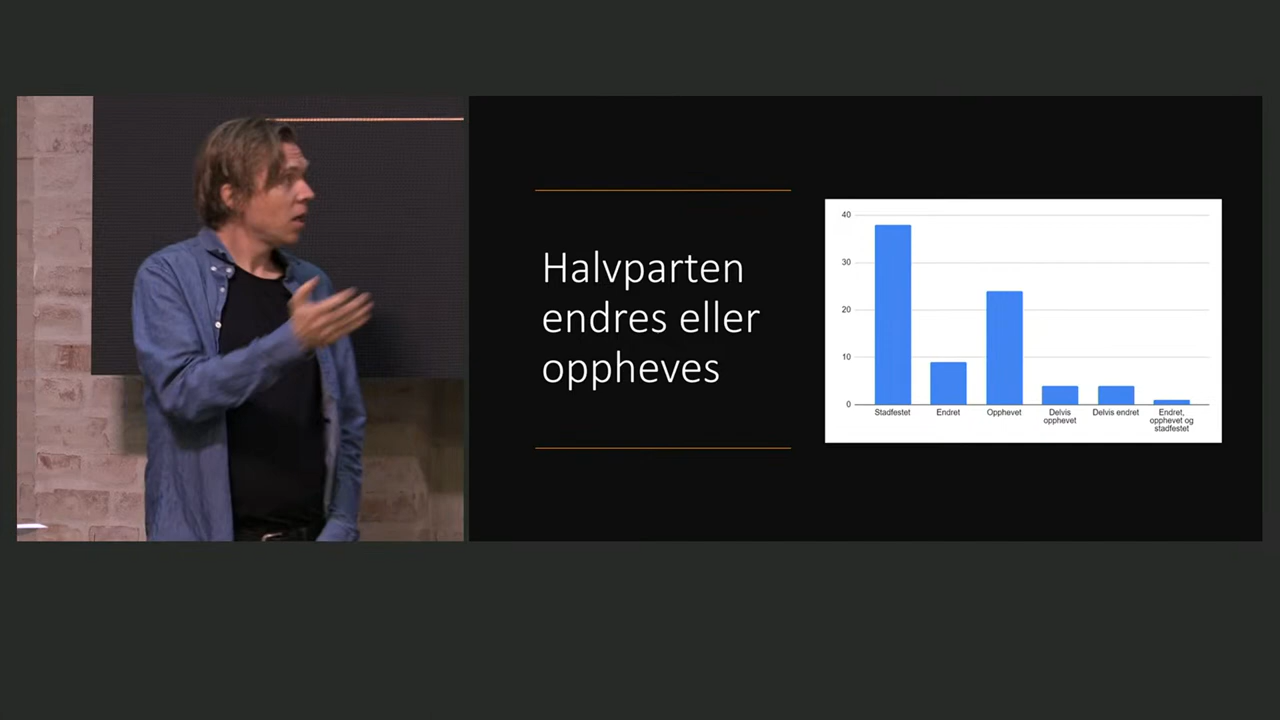 Halvparten
endres eller
oppheves
40
30
20
10
0
Stadfestet
Endret
Opphevet
Delvis
opphevet
Delvis endret
Endret,
opphevet og
stadfestet